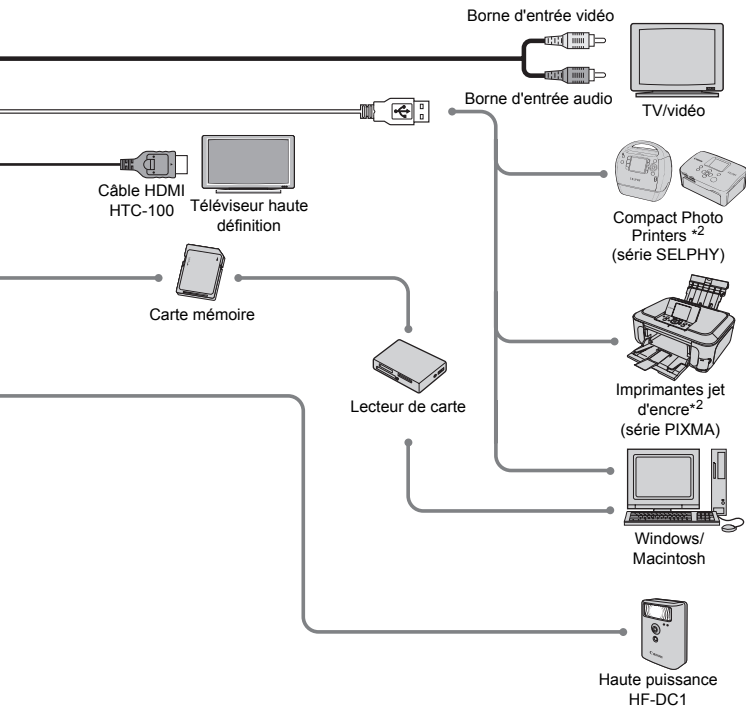 Borne d'entrée vidéo
Borne d'entrée audio
TV/vidéo
Câble HDMI
HTC-100
Téléviseur haute
définition
Compact Photo
Printers *2
(série SELPHY)
Carte mémoire
Lecteur de carte
Imprimantes jet
d'encre*2
(série PIXMA)
Windows/
Macintosh
Canon
Haute puissance
HF-DC1